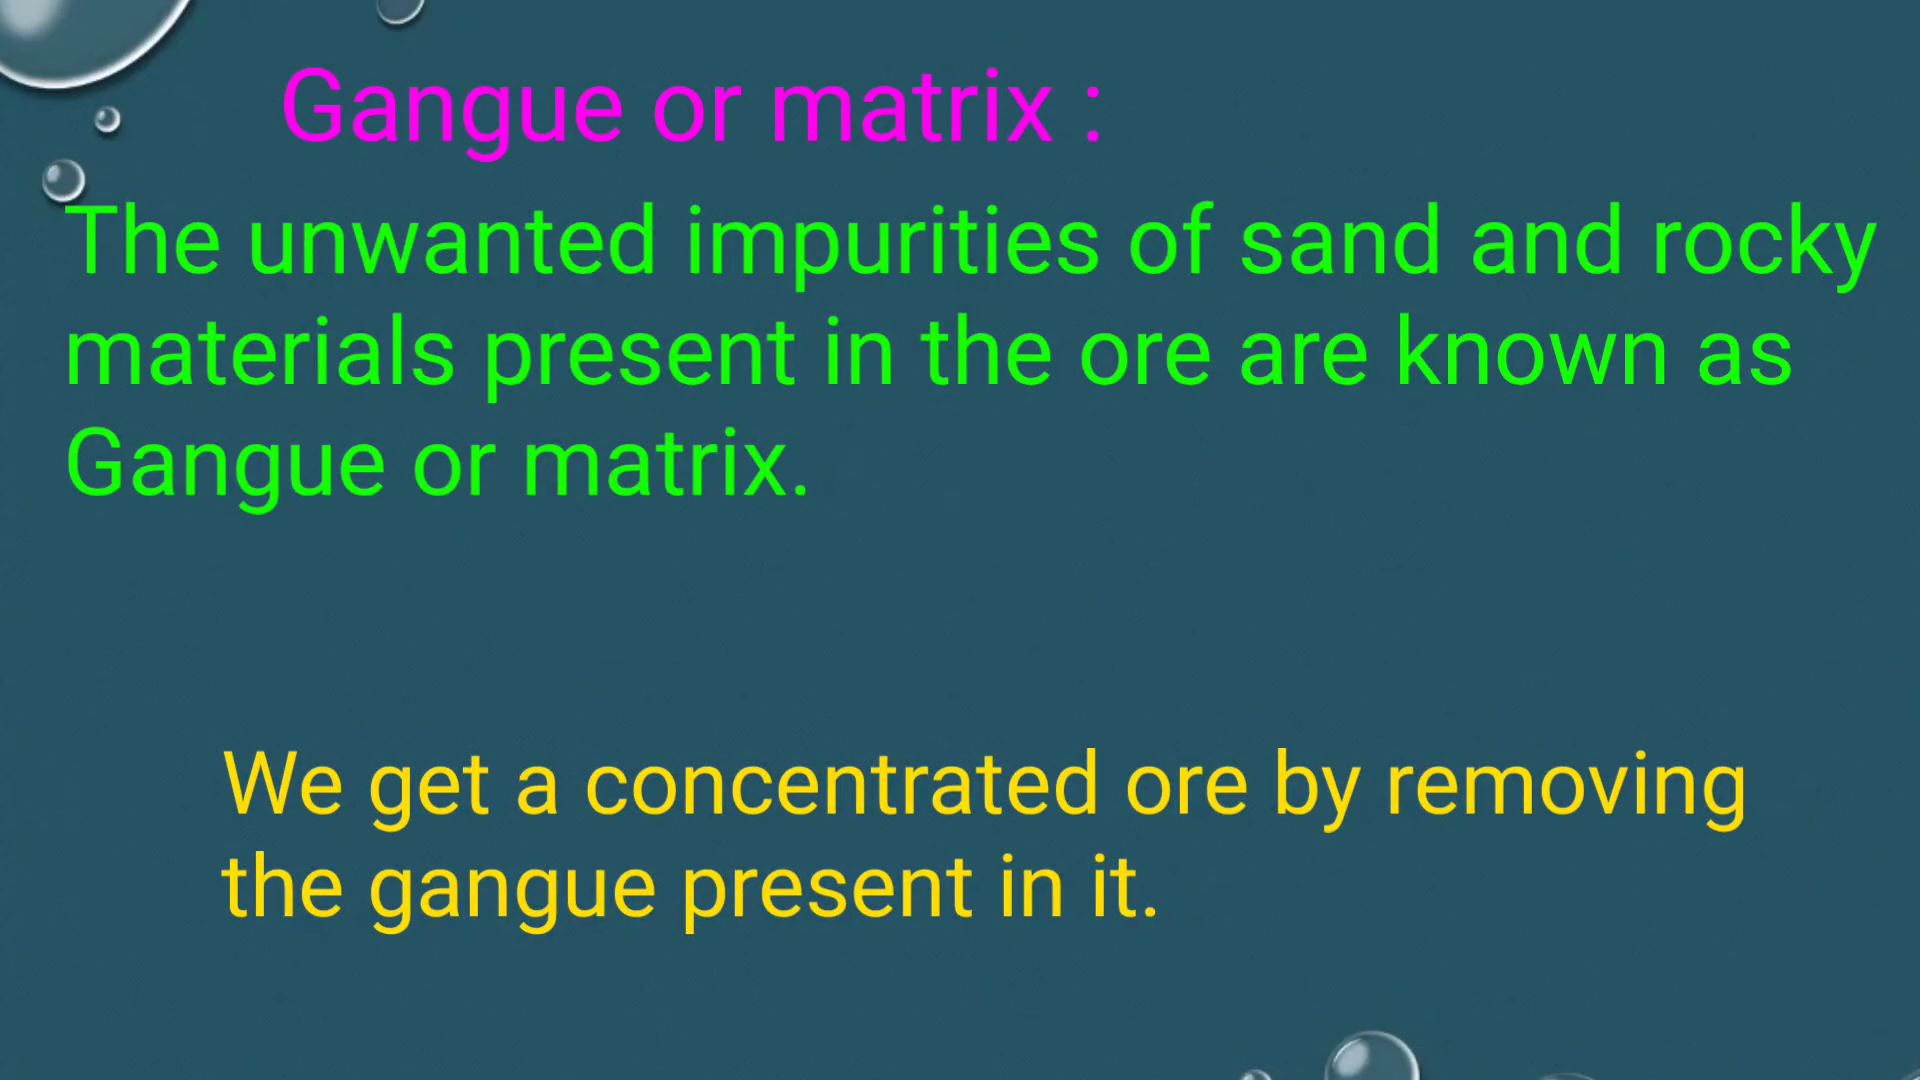 Gangue or matrix :
The unwanted impurities of sand and rocky
materials present in the ore are known as
Gangue or matrix.
We get a concentrated ore by removing
the gangue present in it.